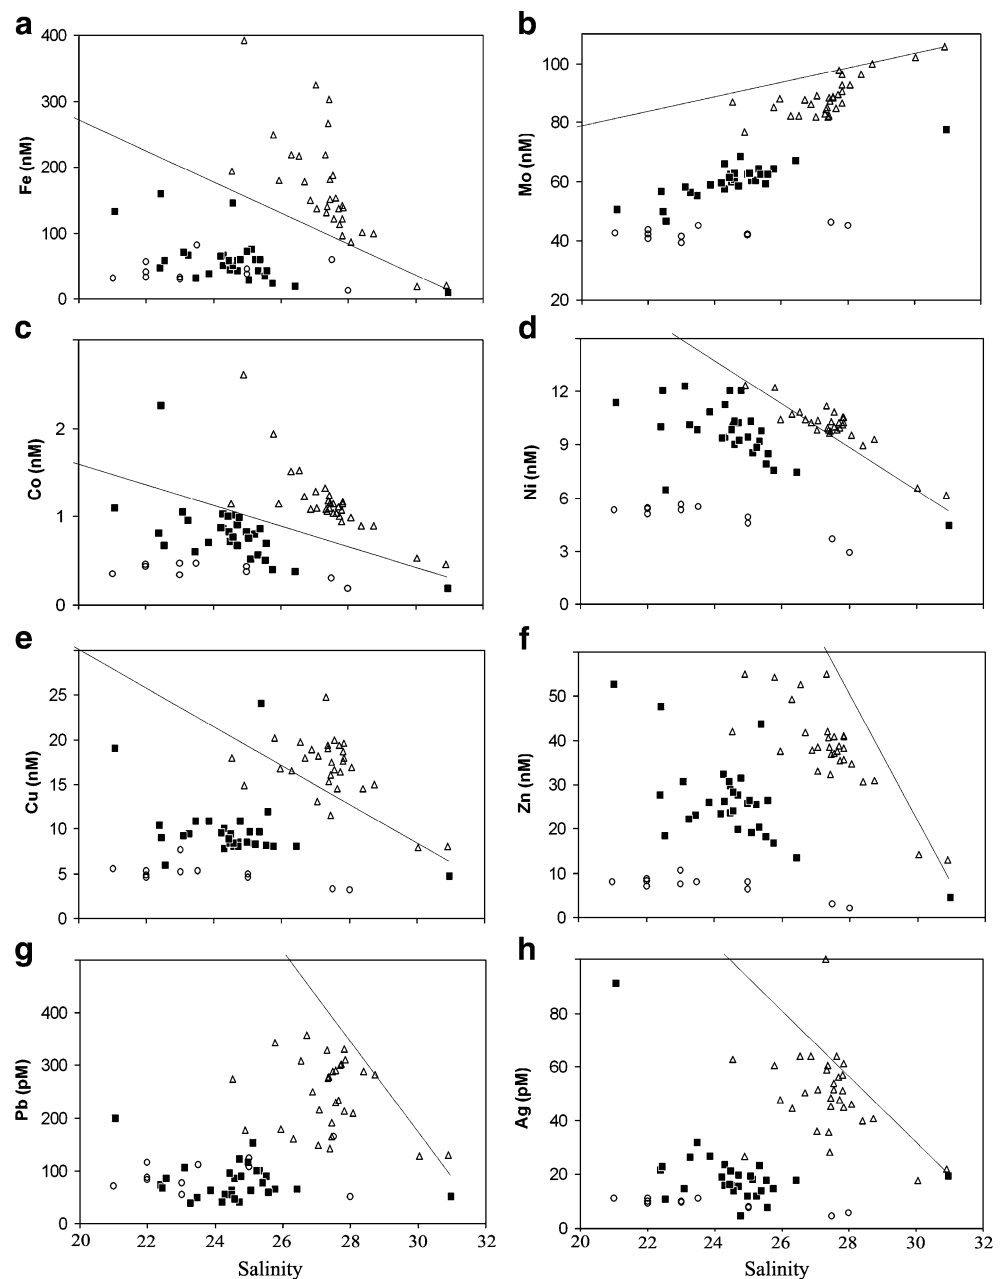 a
400
300
200
100
0
Fe (nM)
b
100
80
60
40
20
Mo (nM)
c
2
1
0
Co (nM)
d
12
9
6
3
0
Ni (nM)
e
25
20
15
10
5
0
Cu (nM)
f
50
40
30
20
10
0
Zn (nM)
g
400
300
200
100
0
Pb (pM)
20 22 24 26 28 30 32
Salinity
h
80
60
40
20
0
Ag (pM)
20 22 24 26 28 30 32
Salinity